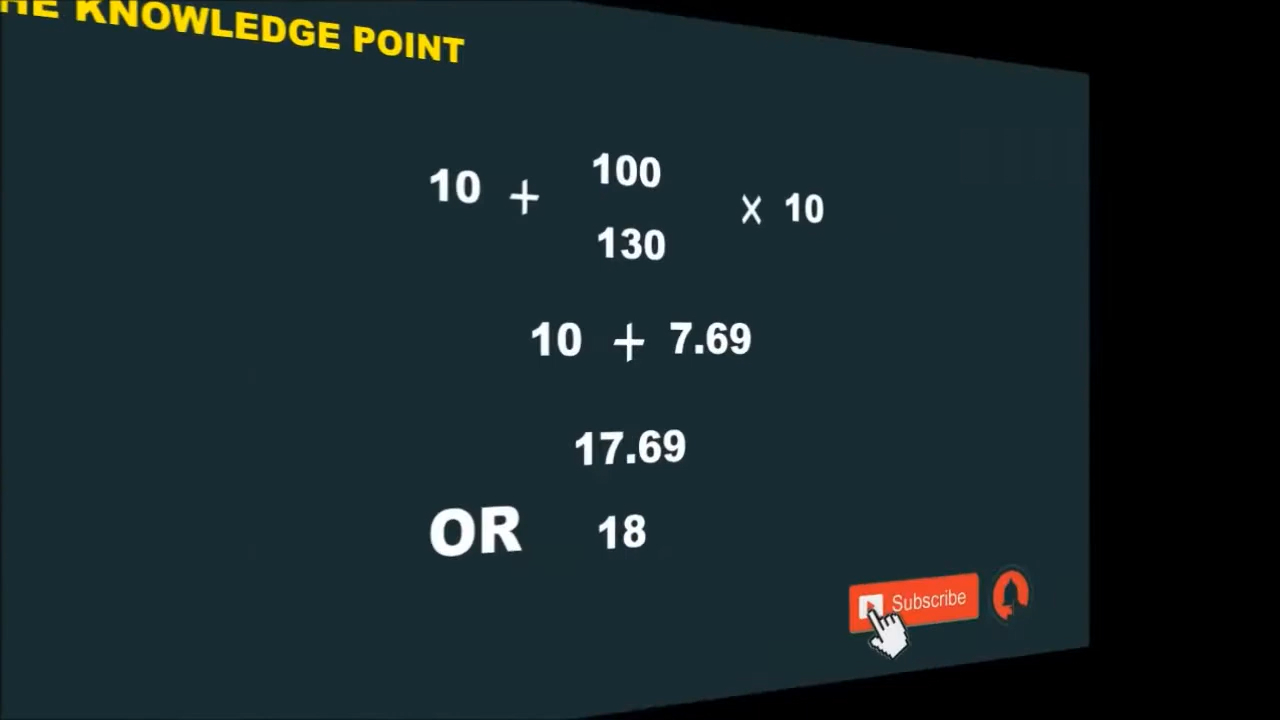 HE KNOWLEDGE POINT
10 + 100
130 × 10
10 + 7.69
17.69
OR 18
Subscribe